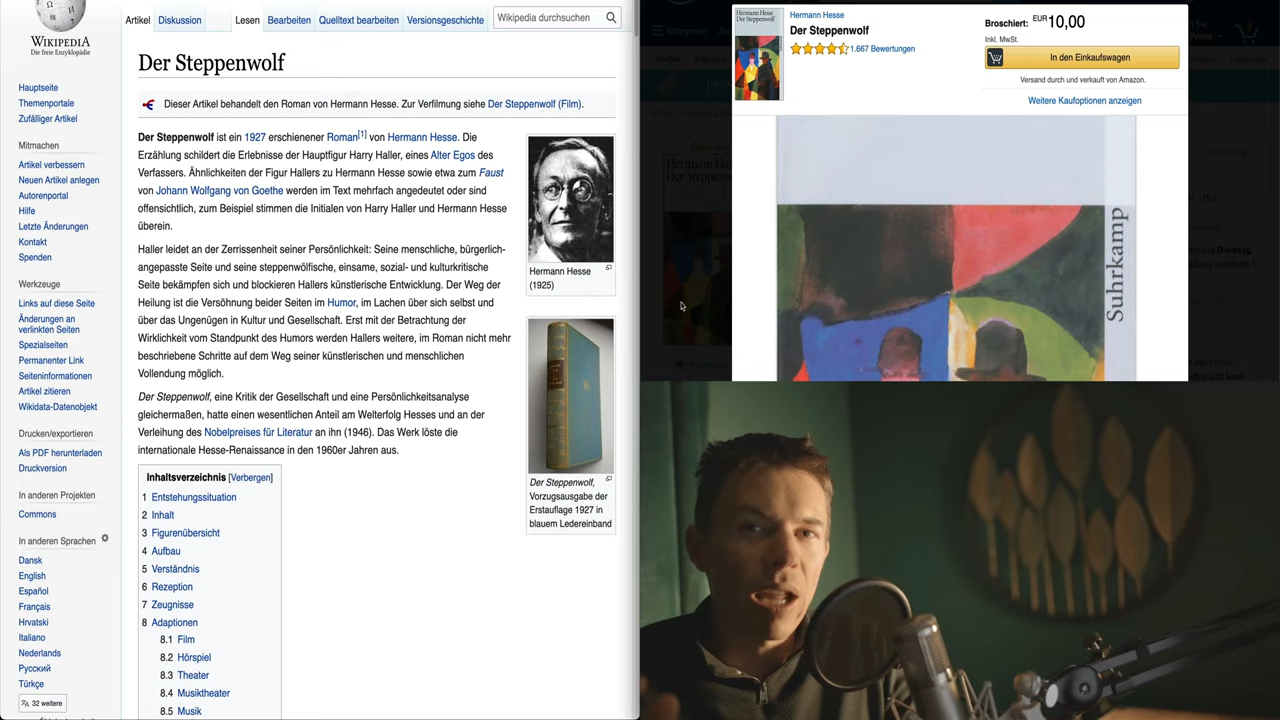 WIKIPEDIA
Die freie Enzyklopädie
Hauptseite
Themenportale
Zufälliger Artikel
Mitmachen
Artikel verbessern
Neuen Artikel anlegen
Autorenportal
Hilfe
Letzte Änderungen
Kontakt
Spenden
Werkzeuge
Links auf diese Seite
Änderungen an
verlinkten Seiten
Spezialseiten
Permanenter Link
Seiteninformationen
Artikel zitieren
Wikidata-Datenobjekt
Drucken/exportieren
Als PDF herunterladen
Druckversion
In anderen Projekten
Commons
In anderen Sprachen
Dansk
English
Español
Français
Hrvatski
Italiano
Nederlands
Русский
Türkçe
32 weitere
Artikel Diskussion Lesen Bearbeiten Quelltext bearbeiten Versionsgeschichte Wikipedia durchsuchen
Der Steppenwolf
Dieser Artikel behandelt den Roman von Hermann Hesse. Zur Verfilmung siehe Der Steppenwolf (Film).
Der Steppenwolf ist ein 1927 erschienener Roman[1] von Hermann Hesse. Die
Erzählung schildert die Erlebnisse der Hauptfigur Harry Haller, eines Alter Egos des
Verfassers. Ähnlichkeiten der Figur Hallers zu Hermann Hesse sowie etwa zum Faust
von Johann Wolfgang von Goethe werden im Text mehrfach angedeutet oder sind
offensichtlich, zum Beispiel stimmen die Initialen von Harry Haller und Hermann Hesse
überein.
Haller leidet an der Zerrissenheit seiner Persönlichkeit: Seine menschliche, bürgerlich-
angepasste Seite und seine steppenwölfische, einsame, sozial- und kulturkritische
Seite bekämpfen sich und blockieren Hallers künstlerische Entwicklung. Der Weg der
Heilung ist die Versöhnung beider Seiten im Humor, im Lachen über sich selbst und
über das Ungenügen in Kultur und Gesellschaft. Erst mit der Betrachtung der
Wirklichkeit vom Standpunkt des Humors werden Hallers weitere, im Roman nicht mehr
beschriebene Schritte auf dem Weg seiner künstlerischen und menschlichen
Vollendung möglich.
Der Steppenwolf, eine Kritik der Gesellschaft und eine Persönlichkeitsanalyse
gleichermaßen, hatte einen wesentlichen Anteil am Welterfolg Hesses und an der
Verleihung des Nobelpreises für Literatur an ihn (1946). Das Werk löste die
internationale Hesse-Renaissance in den 1960er Jahren aus.
Hermann Hesse
(1925)
Der Steppenwolf,
Vorzugsausgabe der
Erstauflage 1927 in
blauem Ledereinband
Inhaltsverzeichnis [Verbergen]
1 Entstehungssituation
2 Inhalt
3 Figurenübersicht
4 Aufbau
5 Verständnis
6 Rezeption
7 Zeugnisse
8 Adaptionen
8.1 Film
8.2 Hörspiel
8.3 Theater
8.4 Musiktheater
8.5 Musik
Hermann Hesse
Der Steppenwolf
Hermann Hesse
Der Steppenwolf
1.667 Bewertungen
Broschiert: EUR10,00
Inkl. MwSt.
In den Einkaufswagen
Versand durch und verkauft von Amazon.
Weitere Kaufoptionen anzeigen
Suhrkamp